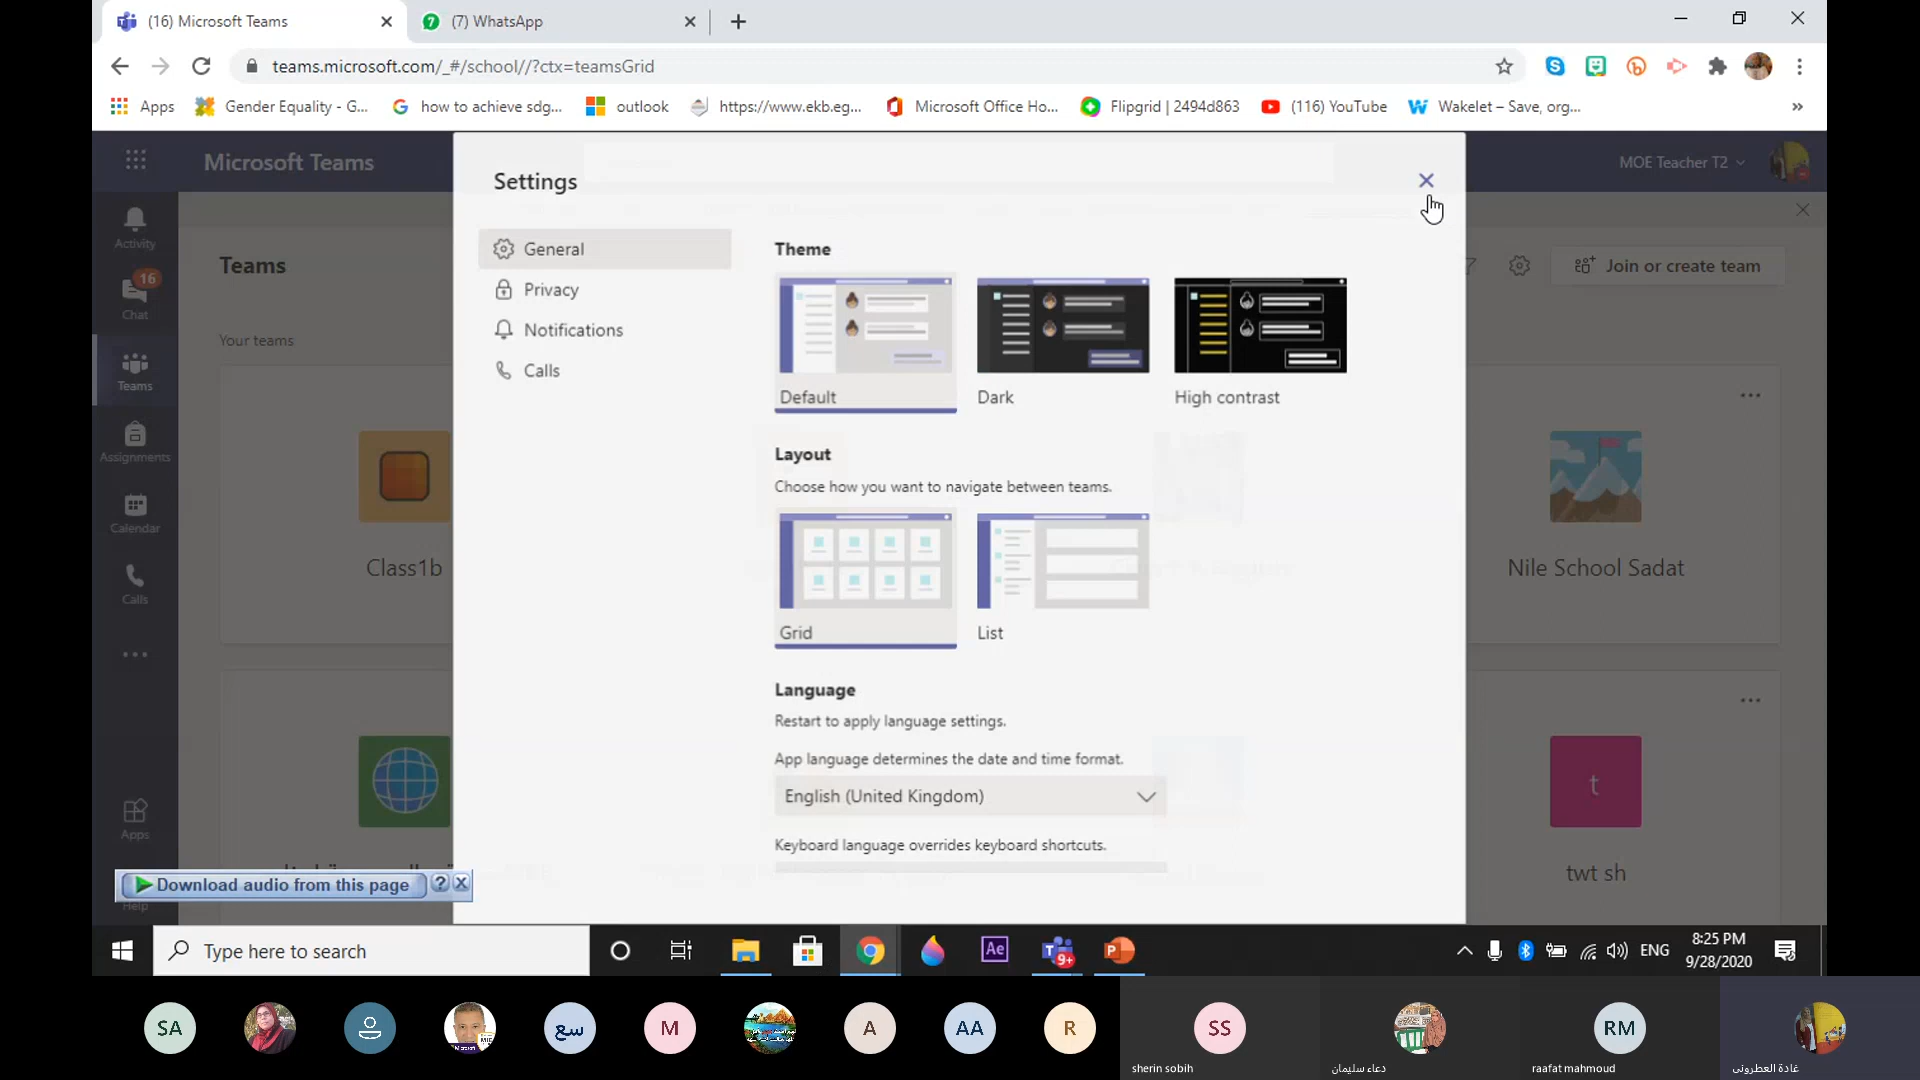 (16) Microsoft Teams
(7) WhatsApp
teams.microsoft.com/_#/school//?ctx=teamsGrid
Apps
Gender Equality - G...
how to achieve sdg...
outlook
https://www.ekb.eg...
Microsoft Office Ho...
Flipgrid | 2494d863
(116) YouTube
Wakelet – Save, org...
»
Microsoft Teams
MOE Teacher T2
Settings
Activity
16
Chat
Teams
Assignments
Calendar
Calls
Apps
Help
Teams
Join or create team
Your teams
Class1b
Nile School Sadat
t
twt sh
General
Privacy
Notifications
Calls
Theme
Default
Dark
High contrast
Layout
Choose how you want to navigate between teams.
Grid
List
Language
Restart to apply language settings.
App language determines the date and time format.
English (United Kingdom)
Keyboard language overrides keyboard shortcuts.
Download audio from this page
?
Type here to search
Ae
9+
ENG
8:25 PM
9/28/2020
SA
سع
M
A
AA
R
SS
RM
sherin sobih
دعاء سليمان
raafat mahmoud
غادة العطرونى